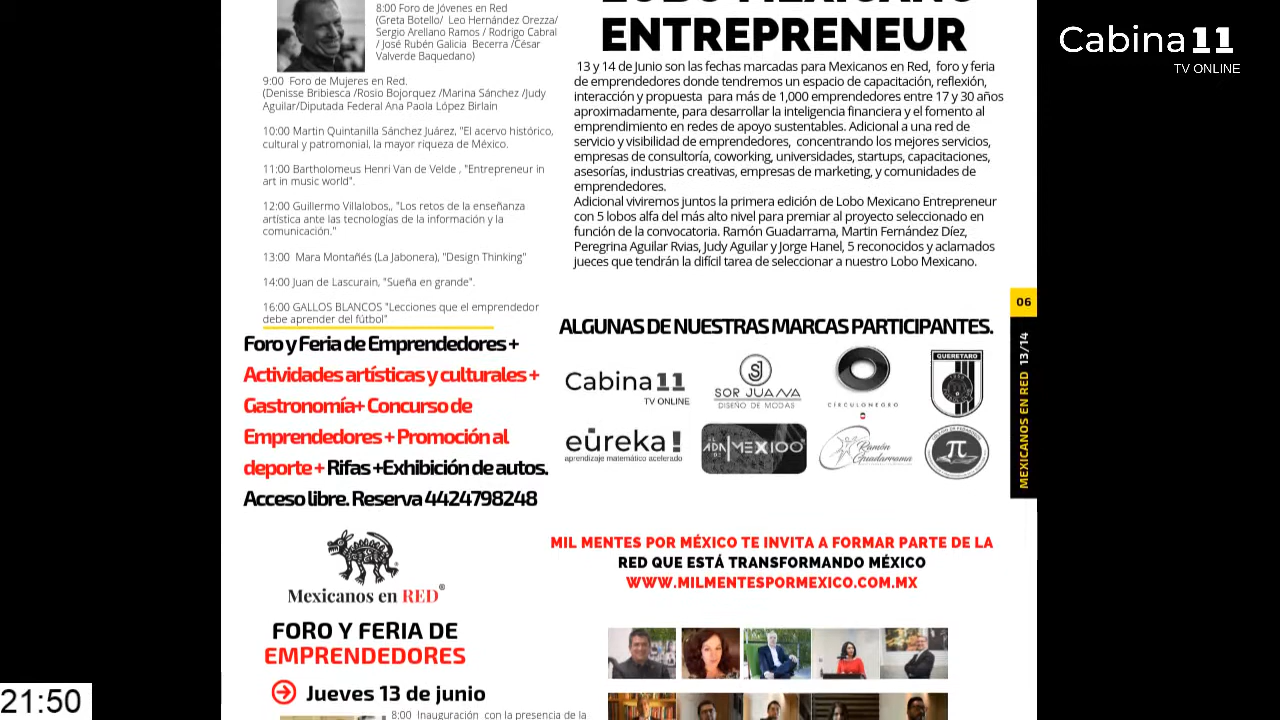 8:00 Foro de Jóvenes en Red
(Greta Botello/ Leo Hernández Orezza/
Sergio Arellano Ramos / Rodrigo Cabral
/ José Rubén Galicia Becerra /César
Valverde Baquedano)
9:00 Foro de Mujeres en Red.
(Denisse Bribiesca /Rosio Bojorquez /Marina Sánchez /Judy
Aguilar/Diputada Federal Ana Paola López Birlain
10:00 Martin Quintanilla Sánchez Juárez, "El acervo histórico,
cultural y patromonial, la mayor riqueza de México.
11:00 Bartholomeus Henri Van de Velde , "Entrepreneur in
art in music world".
12:00 Guillermo Villalobos,, "Los retos de la enseñanza
artística ante las tecnologías de la información y la
comunicación."
13:00 Mara Montañés (La Jabonera), "Design Thinking"
14:00 Juan de Lascurain, "Sueña en grande".
16:00 GALLOS BLANCOS "Lecciones que el emprendedor
debe aprender del fútbol"
Foro y Feria de Emprendedores +
Actividades artísticas y culturales +
Gastronomía+ Concurso de
Emprendedores + Promoción al
deporte + Rifas +Exhibición de autos.
Acceso libre. Reserva 4424798248
Mexicanos en RED®
FORO Y FERIA DE
EMPRENDEDORES
Jueves 13 de junio
8:00 Inauguración con la presencia de la
LOBO MEXICANO
ENTREPRENEUR
13 y 14 de Junio son las fechas marcadas para Mexicanos en Red, foro y feria
de emprendedores donde tendremos un espacio de capacitación, reflexión,
interacción y propuesta para más de 1,000 emprendedores entre 17 y 30 años
aproximadamente, para desarrollar la inteligencia financiera y el fomento al
emprendimiento en redes de apoyo sustentables. Adicional a una red de
servicio y visibilidad de emprendedores, concentrando los mejores servicios,
empresas de consultoría, coworking, universidades, startups, capacitaciones,
asesorías, industrias creativas, empresas de marketing, y comunidades de
emprendedores.
Adicional viviremos juntos la primera edición de Lobo Mexicano Entrepreneur
con 5 lobos alfa del más alto nivel para premiar al proyecto seleccionado en
función de la convocatoria. Ramón Guadarrama, Martin Fernández Díez,
Peregrina Aguilar Rvias, Judy Aguilar y Jorge Hanel, 5 reconocidos y aclamados
jueces que tendrán la difícil tarea de seleccionar a nuestro Lobo Mexicano.
ALGUNAS DE NUESTRAS MARCAS PARTICIPANTES.
Cabina11
TV ONLINE
SJ
SOR JUANA
DISEÑO DE MODAS
CÍRCULONEGRO
QUERETARO
eūreka!
aprendizaje matemático acelerado
EL ADN DE MEXICO
Ramón Guadarrama
π
MIL MENTES POR MÉXICO TE INVITA A FORMAR PARTE DE LA
RED QUE ESTÁ TRANSFORMANDO MÉXICO
WWW.MILMENTESPORMEXICO.COM.MX
06
MEXICANOS EN RED 13/14
Cabina11
TV ONLINE
21:50